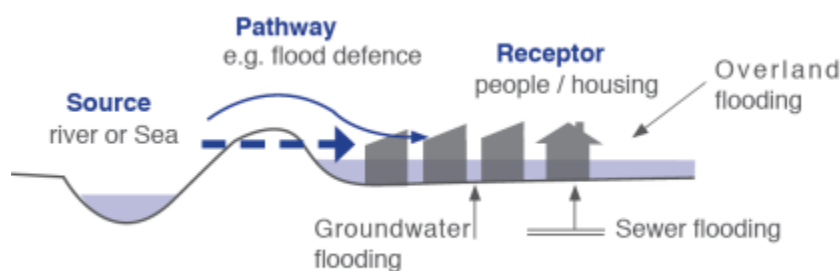 Pathway
e.g. flood defence
Receptor
people / housing
Overland
flooding
Source
river or Sea
Groundwater
flooding
Sewer flooding